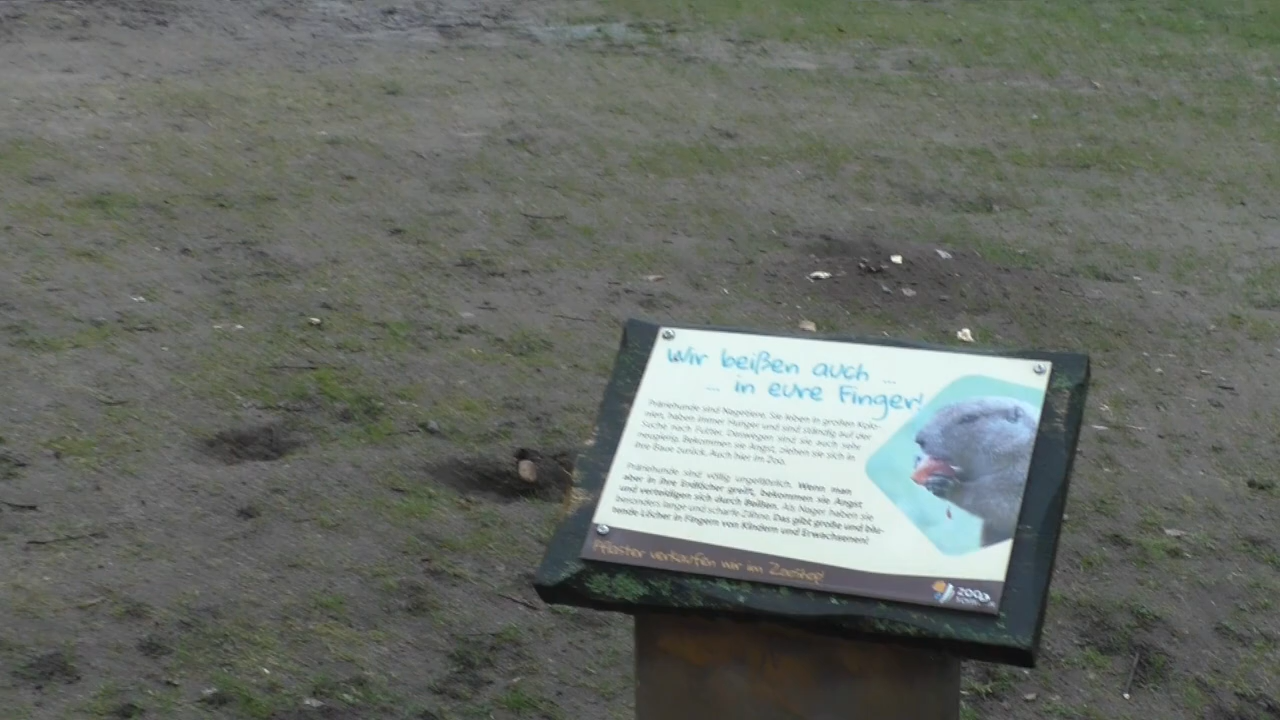 Wir beißen auch ...
... in eure Finger!
Präriehunde sind Nagetiere. Sie leben in großen Kolo-
nien, haben immer Hunger und sind ständig auf der
Suche nach Futter. Deswegen sind sie auch sehr
neugierig. Bekommen sie Angst, ziehen sie sich in
ihre Baue zurück. Auch hier im Zoo.
Präriehunde sind völlig ungefährlich. Wenn man
aber in ihre Erdlöcher greift, bekommen sie Angst
und verteidigen sich durch Beißen. Als Nager haben sie
besonders lange und scharfe Zähne. Das gibt große und blu-
tende Löcher in Fingern von Kindern und Erwachsenen!
Pflaster verkaufen wir im Zooshop!
ZOO